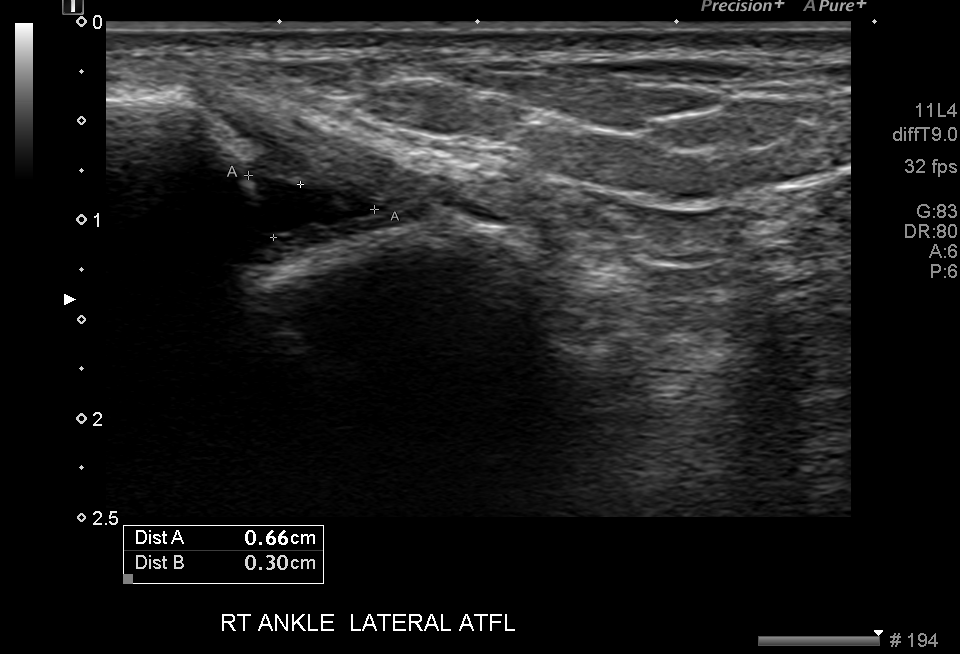 Precision+ A Pure+
0
11L4
diffT9.0
32 fps
A
A
1
G:83
DR:80
A:6
P:6
2
2.5
Dist A 0.66cm
Dist B 0.30cm
RT ANKLE LATERAL ATFL
# 194